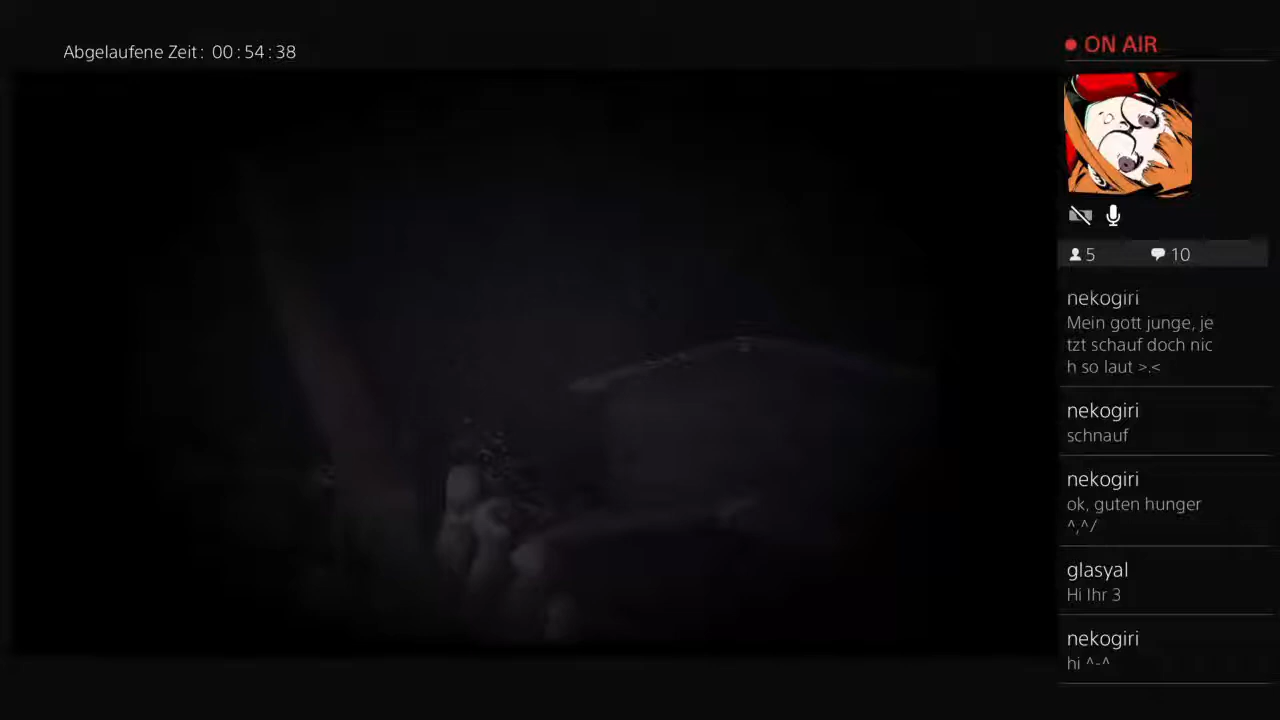 Abgelaufene Zeit: 00:54:38
ON AIR
5 10
nekogiri
Mein gott junge, je
tzt schauf doch nic
h so laut >.<
nekogiri
schnauf
nekogiri
ok, guten hunger
^,^/
glasyal
Hi Ihr 3
nekogiri
hi ^-^